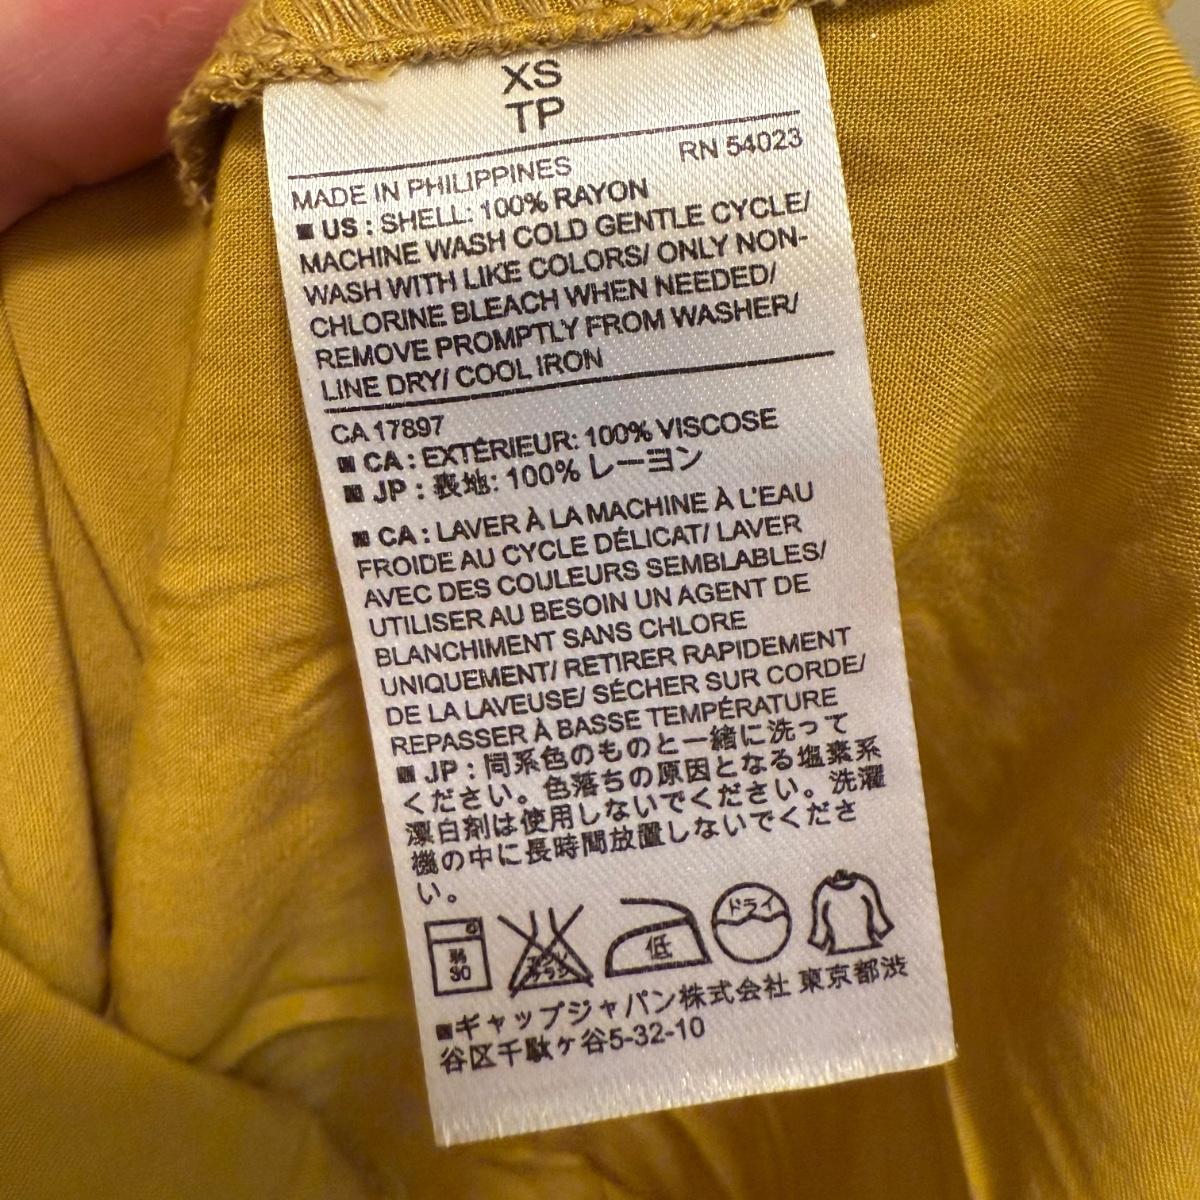 XS
TP
MADE IN PHILIPPINES RN 54023
■ US : SHELL: 100% RAYON
MACHINE WASH COLD GENTLE CYCLE/
WASH WITH LIKE COLORS/ ONLY NON-
CHLORINE BLEACH WHEN NEEDED/
REMOVE PROMPTLY FROM WASHER/
LINE DRY/ COOL IRON
CA 17897
■ CA : EXTÉRIEUR: 100% VISCOSE
■ JP : 表地: 100% レーヨン
■ CA : LAVER À LA MACHINE À L'EAU
FROIDE AU CYCLE DÉLICAT/ LAVER
AVEC DES COULEURS SEMBLABLES/
UTILISER AU BESOIN UN AGENT DE
BLANCHIMENT SANS CHLORE
UNIQUEMENT/ RETIRER RAPIDEMENT
DE LA LAVEUSE/ SÉCHER SUR CORDE/
REPASSER À BASSE TEMPÉRATURE
■ JP : 同系色のものと一緒に洗って
ください。色落ちの原因となる塩素系
漂白剤は使用しないでください。洗濯
機の中に長時間放置しないでくださ
い。
弱 30 エンソ サラシ 低 ドライ
■ギャップジャパン株式会社 東京都渋
谷区千駄ヶ谷5-32-10